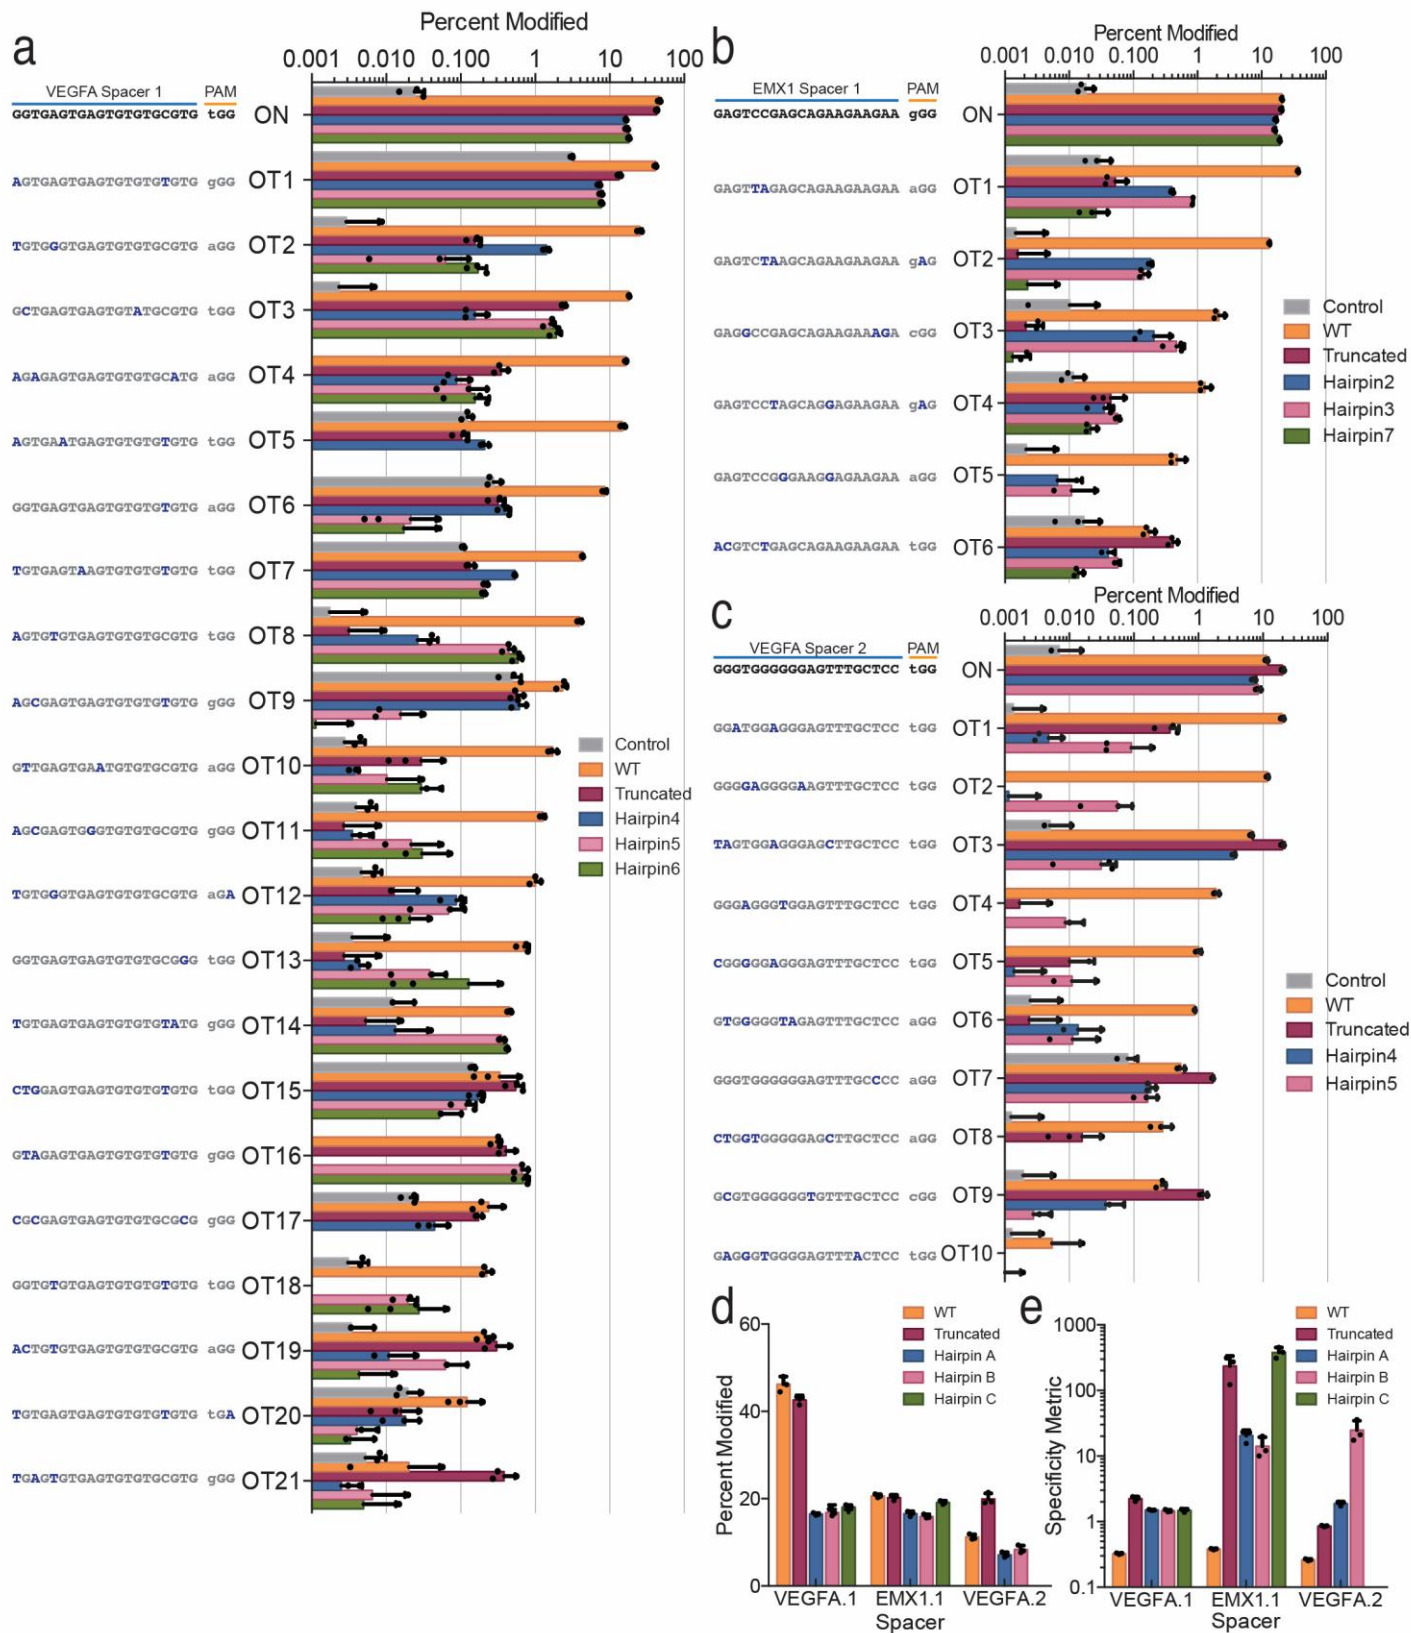 a
Percent Modified
0.001 0.010 0.100 1 10 100
VEGFA Spacer 1 PAM
GGTGAGTGAGTGTGTGCGTG tGG ON
AGTGAGTGAGTGTGTGTGTG gGG OT1
TGTGGGTGAGTGTGTGCGTG aGG OT2
GCTGAGTGAGTGTATGCGTG tGG OT3
AGAGAGTGAGTGTGTGCATG aGG OT4
AGTGAATGAGTGTGTGTGTG tGG OT5
GGTGAGTGAGTGTGTGTGTG aGG OT6
TGTGAGTAAGTGTGTGTGTG tGG OT7
AGTGTGTGAGTGTGTGCGTG tGG OT8
AGCGAGTGAGTGTGTGTGTG gGG OT9
GTTGAGTGAATGTGTGCGTG aGG OT10
AGCGAGTGGGTGTGTGCGTG gGG OT11
TGTGGGTGAGTGTGTGCGTG aGA OT12
GGTGAGTGAGTGTGTGCGGG tGG OT13
TGTGAGTGAGTGTGTGTATG gGG OT14
CTGGAGTGAGTGTGTGTGTG tGG OT15
GTAGAGTGAGTGTGTGTGTG gGG OT16
CGCGAGTGAGTGTGTGCGCG gGG OT17
GGTGTGTGAGTGTGTGTGTG tGG OT18
ACTGTGTGAGTGTGTGCGTG aGG OT19
TGTGAGTGAGTGTGTGTGTG tGA OT20
TGAGTGTGAGTGTGTGCGTG gGG OT21
Control
WT
Truncated
Hairpin4
Hairpin5
Hairpin6
b
Percent Modified
0.001 0.010 0.100 1 10 100
EMX1 Spacer 1 PAM
GAGTCCGAGCAGAAGAAGAA gGG ON
GAGTTAGAGCAGAAGAAGAA aGG OT1
GAGTCTAAGCAGAAGAAGAA gAG OT2
GAGGCCGAGCAGAAGAAAGA cGG OT3
GAGTCCTAGCAGGAGAAGAA gAG OT4
GAGTCCGGGAAGGAGAAGAA aGG OT5
ACGTCTGAGCAGAAGAAGAA tGG OT6
Control
WT
Truncated
Hairpin2
Hairpin3
Hairpin7
c
Percent Modified
0.001 0.010 0.100 1 10 100
VEGFA Spacer 2 PAM
GGGTGGGGGGAGTTTGCTCC tGG ON
GGATGGAGGGAGTTTGCTCC tGG OT1
GGGGAGGGGAAGTTTGCTCC tGG OT2
TAGTGGAGGGAGCTTGCTCC tGG OT3
GGGAGGGTGGAGTTTGCTCC tGG OT4
CGGGGGAGGGAGTTTGCTCC tGG OT5
GTGGGGGTAGAGTTTGCTCC aGG OT6
GGGTGGGGGGAGTTTGCCCC aGG OT7
CTGGTGGGGGAGCTTGCTCC aGG OT8
GCGTGGGGGGTGTTTGCTCC cGG OT9
GAGGGTGGGGAGTTTACTCC tGG OT10
Control
WT
Truncated
Hairpin4
Hairpin5
d
Percent Modified
60
40
20
0
VEGFA.1 EMX1.1 VEGFA.2
Spacer
WT
Truncated
Hairpin A
Hairpin B
Hairpin C
e
Specificity Metric
1000
100
10
1
0.1
VEGFA.1 EMX1.1 VEGFA.2
Spacer
WT
Truncated
Hairpin A
Hairpin B
Hairpin C